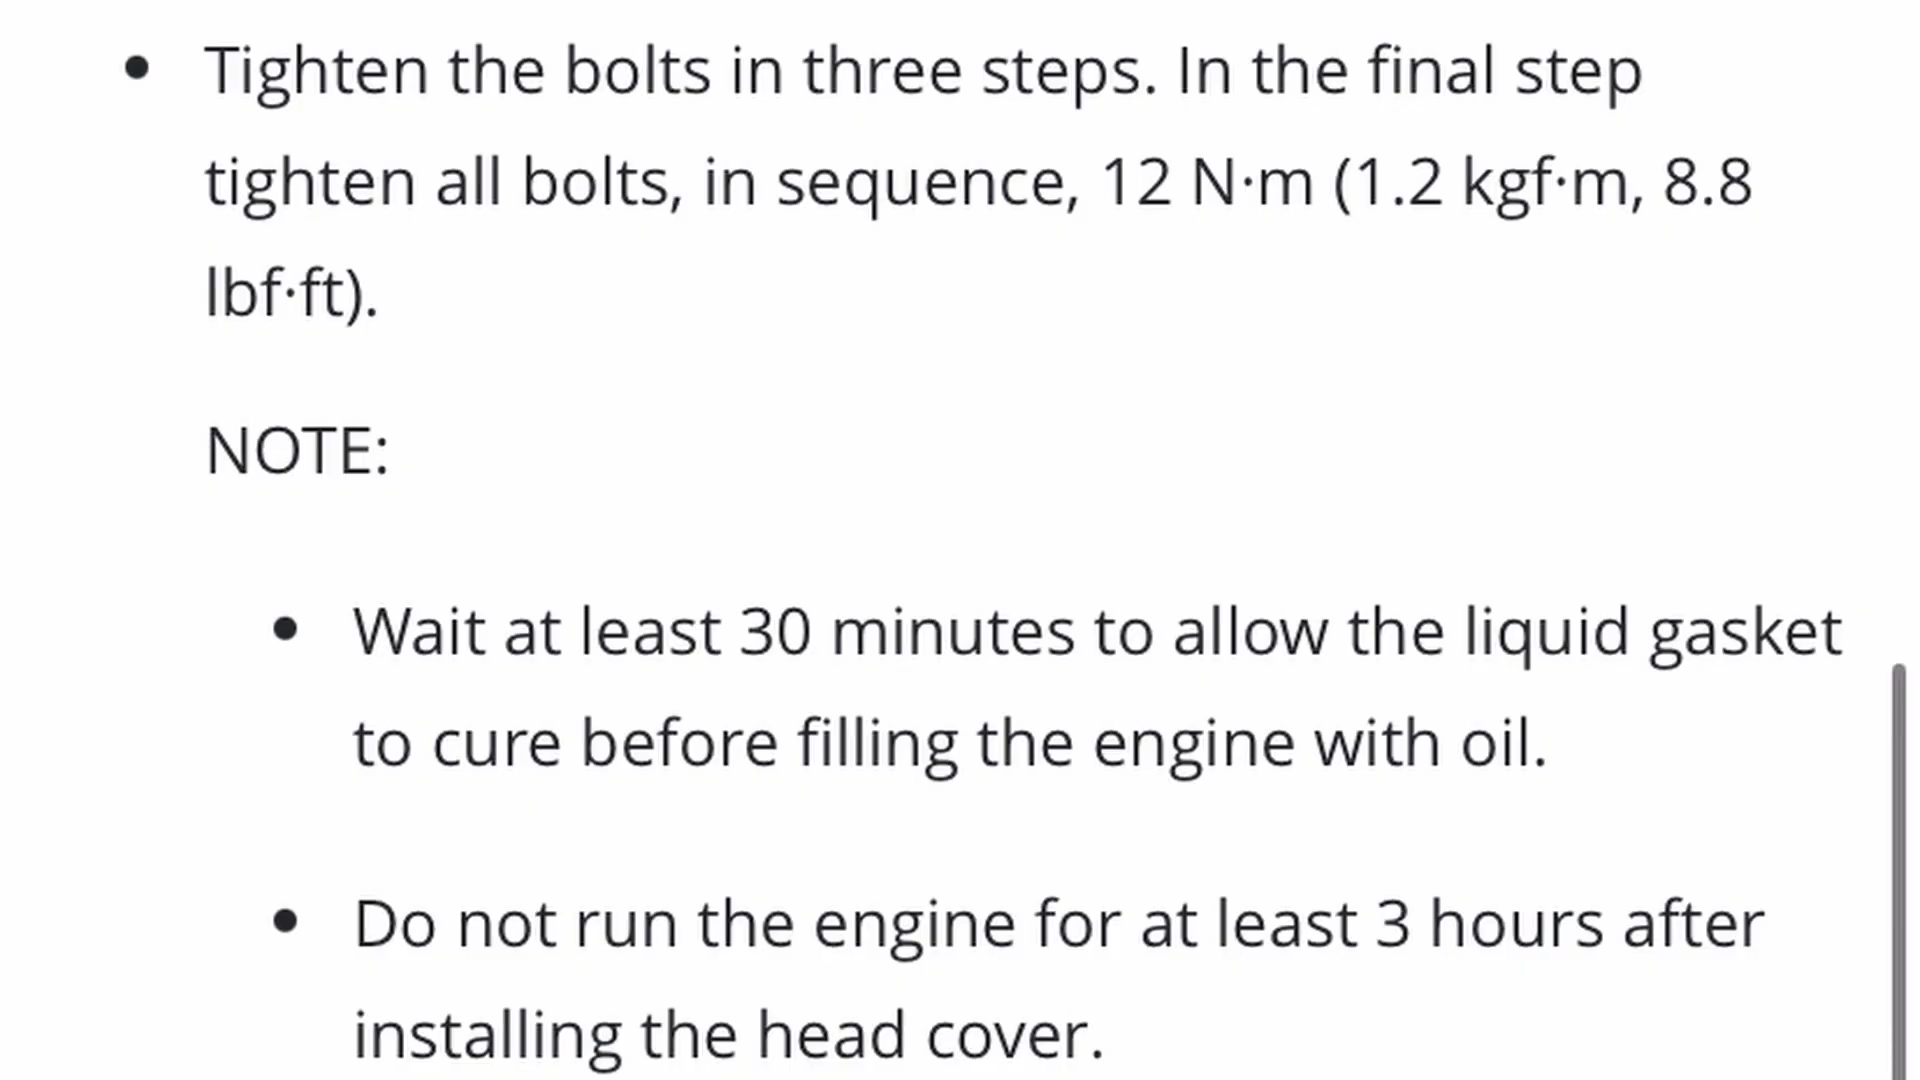 • Tighten the bolts in three steps. In the final step
tighten all bolts, in sequence, 12 N·m (1.2 kgf·m, 8.8
lbf·ft).
NOTE:
• Wait at least 30 minutes to allow the liquid gasket
to cure before filling the engine with oil.
• Do not run the engine for at least 3 hours after
installing the head cover.